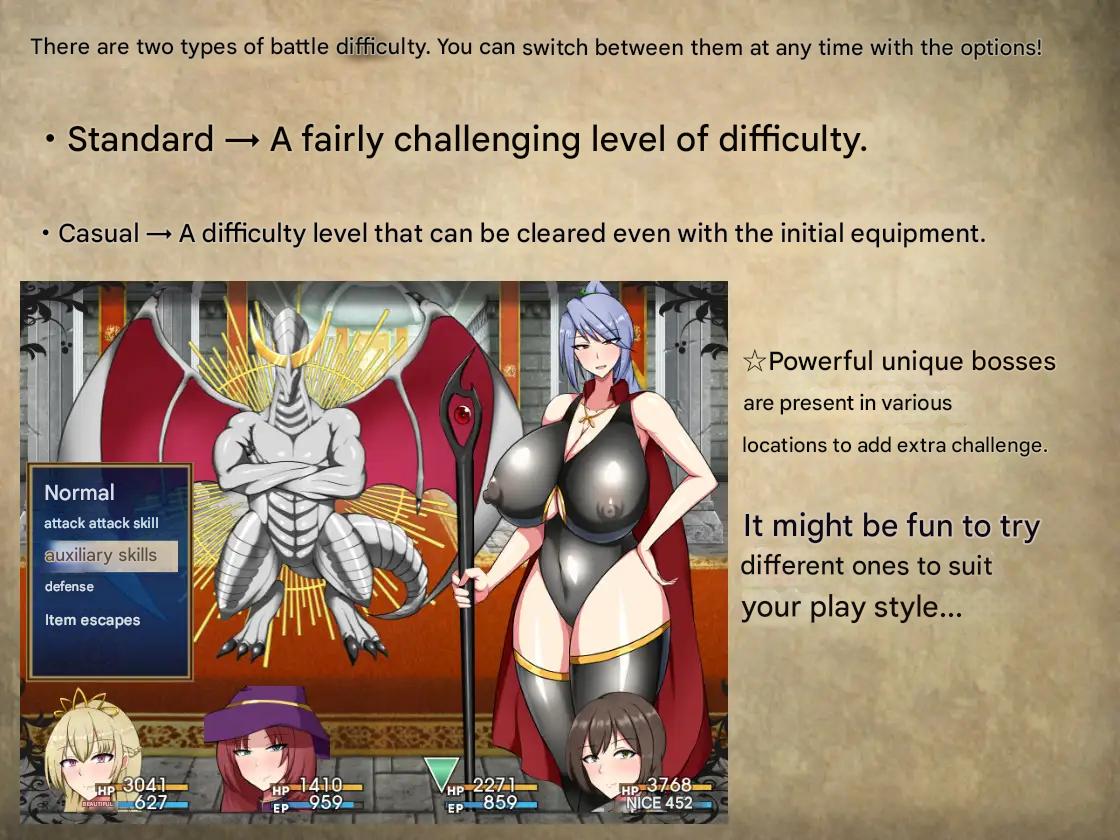 There are two types of battle difficulty. You can switch between them at any time with the options!
・Standard → A fairly challenging level of difficulty.
・Casual → A difficulty level that can be cleared even with the initial equipment.
☆Powerful unique bosses
are present in various
locations to add extra challenge.
Normal
attack attack skill
auxiliary skills
defense
Item escapes
It might be fun to try
different ones to suit
your play style...
HP 3041
BEAUTIFUL 627
HP 1410
EP 959
HP 2271
EP 859
HP 3768
NICE 452